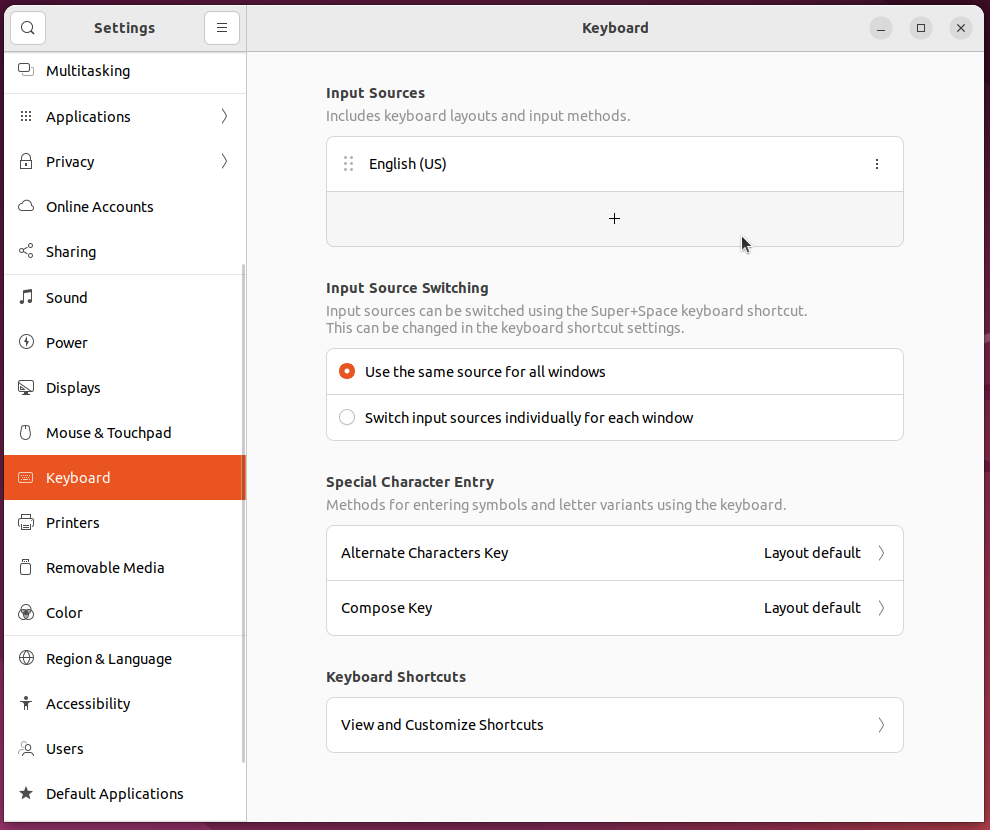 Settings
Keyboard
Multitasking
Applications
Privacy
Online Accounts
Sharing
Sound
Power
Displays
Mouse & Touchpad
Keyboard
Printers
Removable Media
Color
Region & Language
Accessibility
Users
Default Applications
Input Sources
Includes keyboard layouts and input methods.
English (US)
Input Source Switching
Input sources can be switched using the Super+Space keyboard shortcut.
This can be changed in the keyboard shortcut settings.
Use the same source for all windows
Switch input sources individually for each window
Special Character Entry
Methods for entering symbols and letter variants using the keyboard.
Alternate Characters Key Layout default
Compose Key Layout default
Keyboard Shortcuts
View and Customize Shortcuts